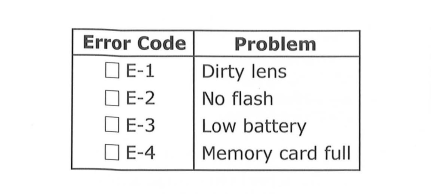 Error Code Problem
☐ E-1 Dirty lens
☐ E-2 No flash
☐ E-3 Low battery
☐ E-4 Memory card full